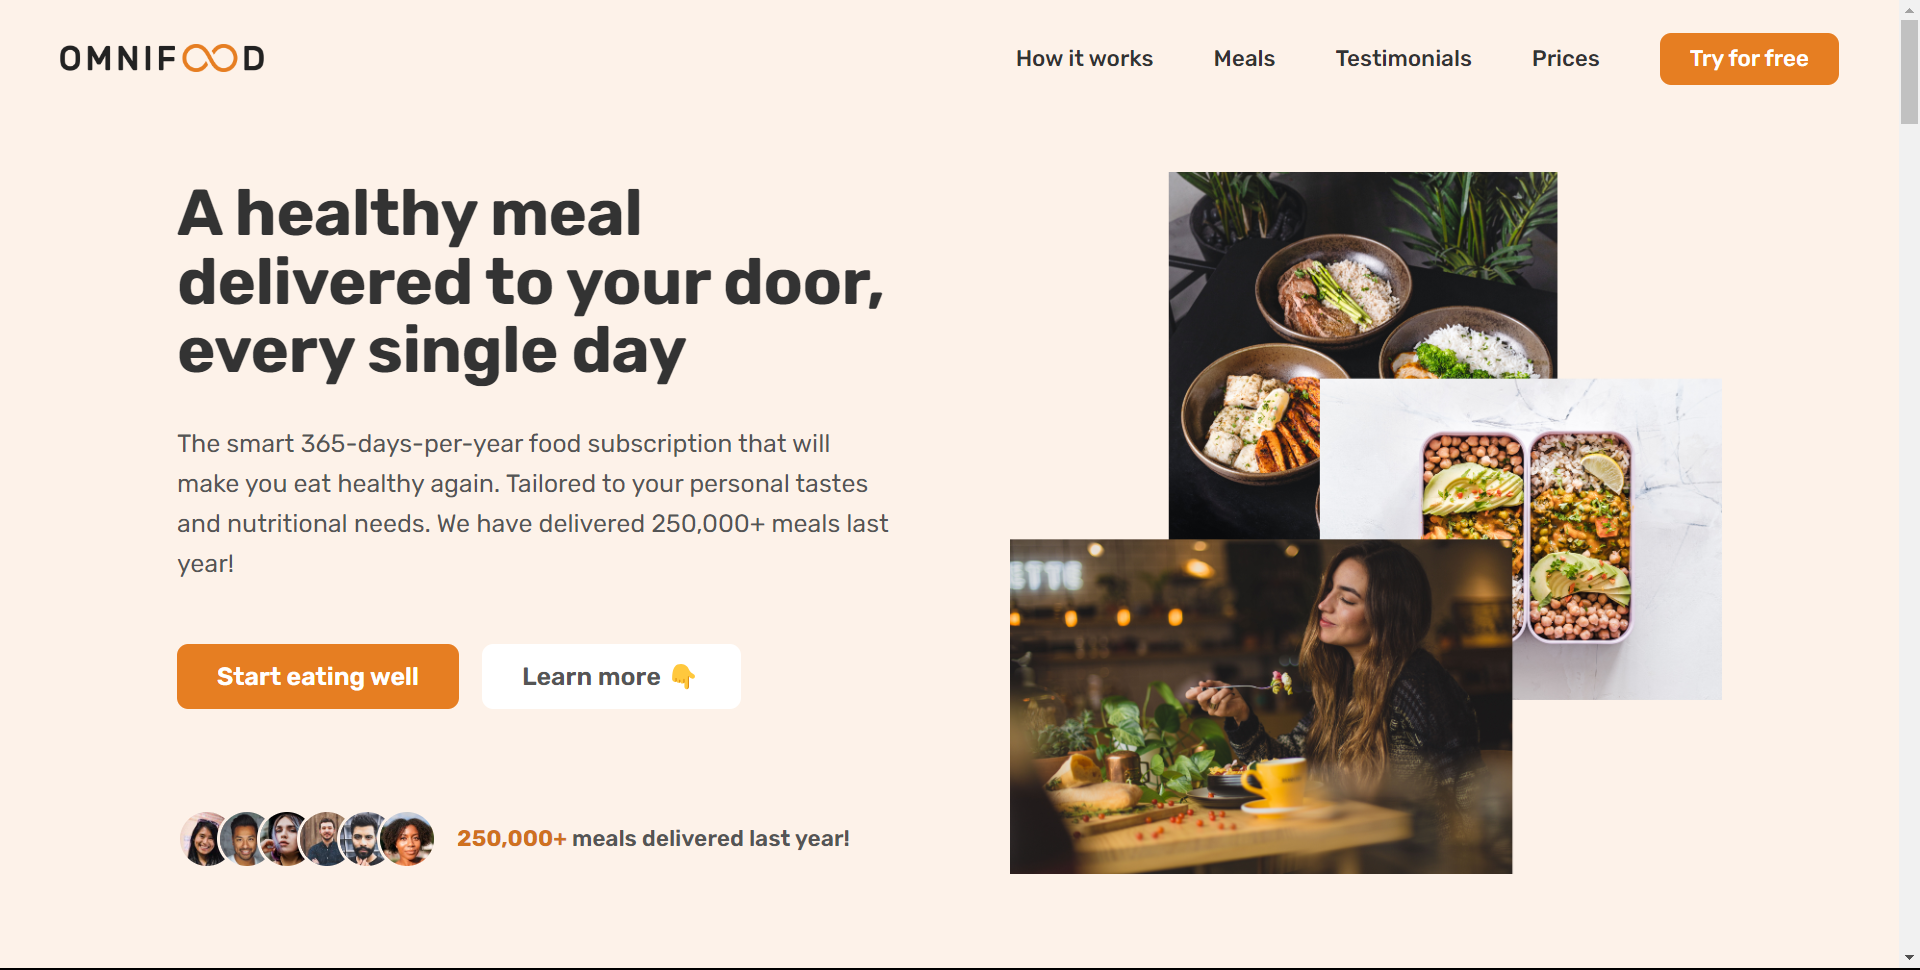 OMNIFOOD
How it works
Meals
Testimonials
Prices
Try for free
A healthy meal
delivered to your door,
every single day
The smart 365-days-per-year food subscription that will
make you eat healthy again. Tailored to your personal tastes
and nutritional needs. We have delivered 250,000+ meals last
year!
Start eating well
Learn more 👇
ETTE
250,000+ meals delivered last year!